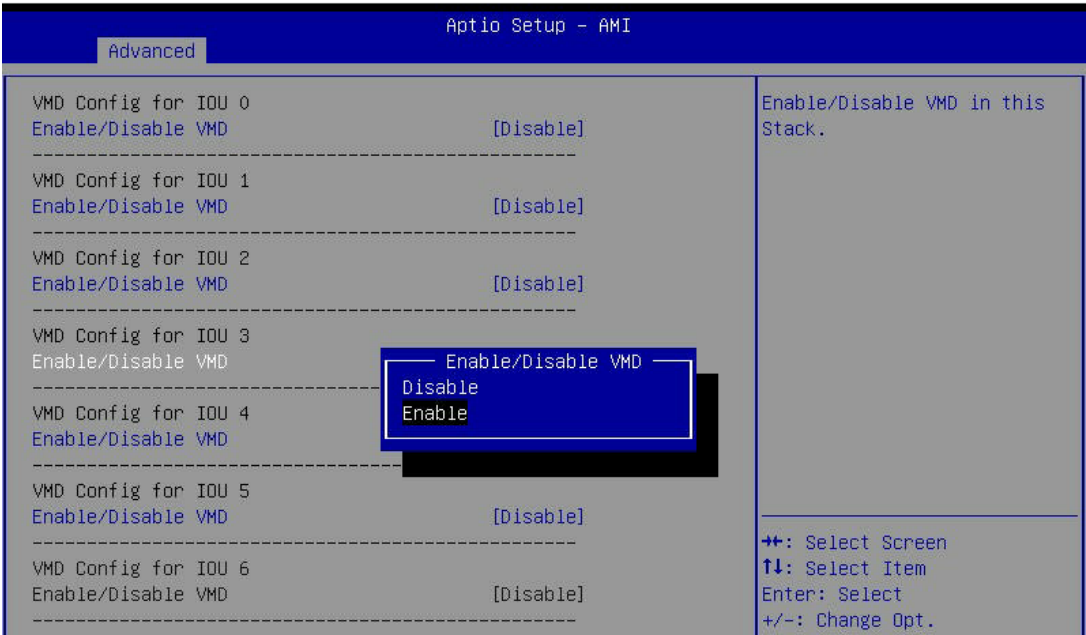 Aptio Setup – AMI
Advanced
VMD Config for IOU 0
Enable/Disable VMD [Disable]
------------------------------------------------------
VMD Config for IOU 1
Enable/Disable VMD [Disable]
------------------------------------------------------
VMD Config for IOU 2
Enable/Disable VMD [Disable]
------------------------------------------------------
VMD Config for IOU 3
Enable/Disable VMD
VMD Config for IOU 4
Enable/Disable VMD
VMD Config for IOU 5
Enable/Disable VMD [Disable]
------------------------------------------------------
VMD Config for IOU 6
Enable/Disable VMD [Disable]
------------------------------------------------------
Enable/Disable VMD
Disable
Enable
Enable/Disable VMD in this
Stack.
→←: Select Screen
↑↓: Select Item
Enter: Select
+/-: Change Opt.